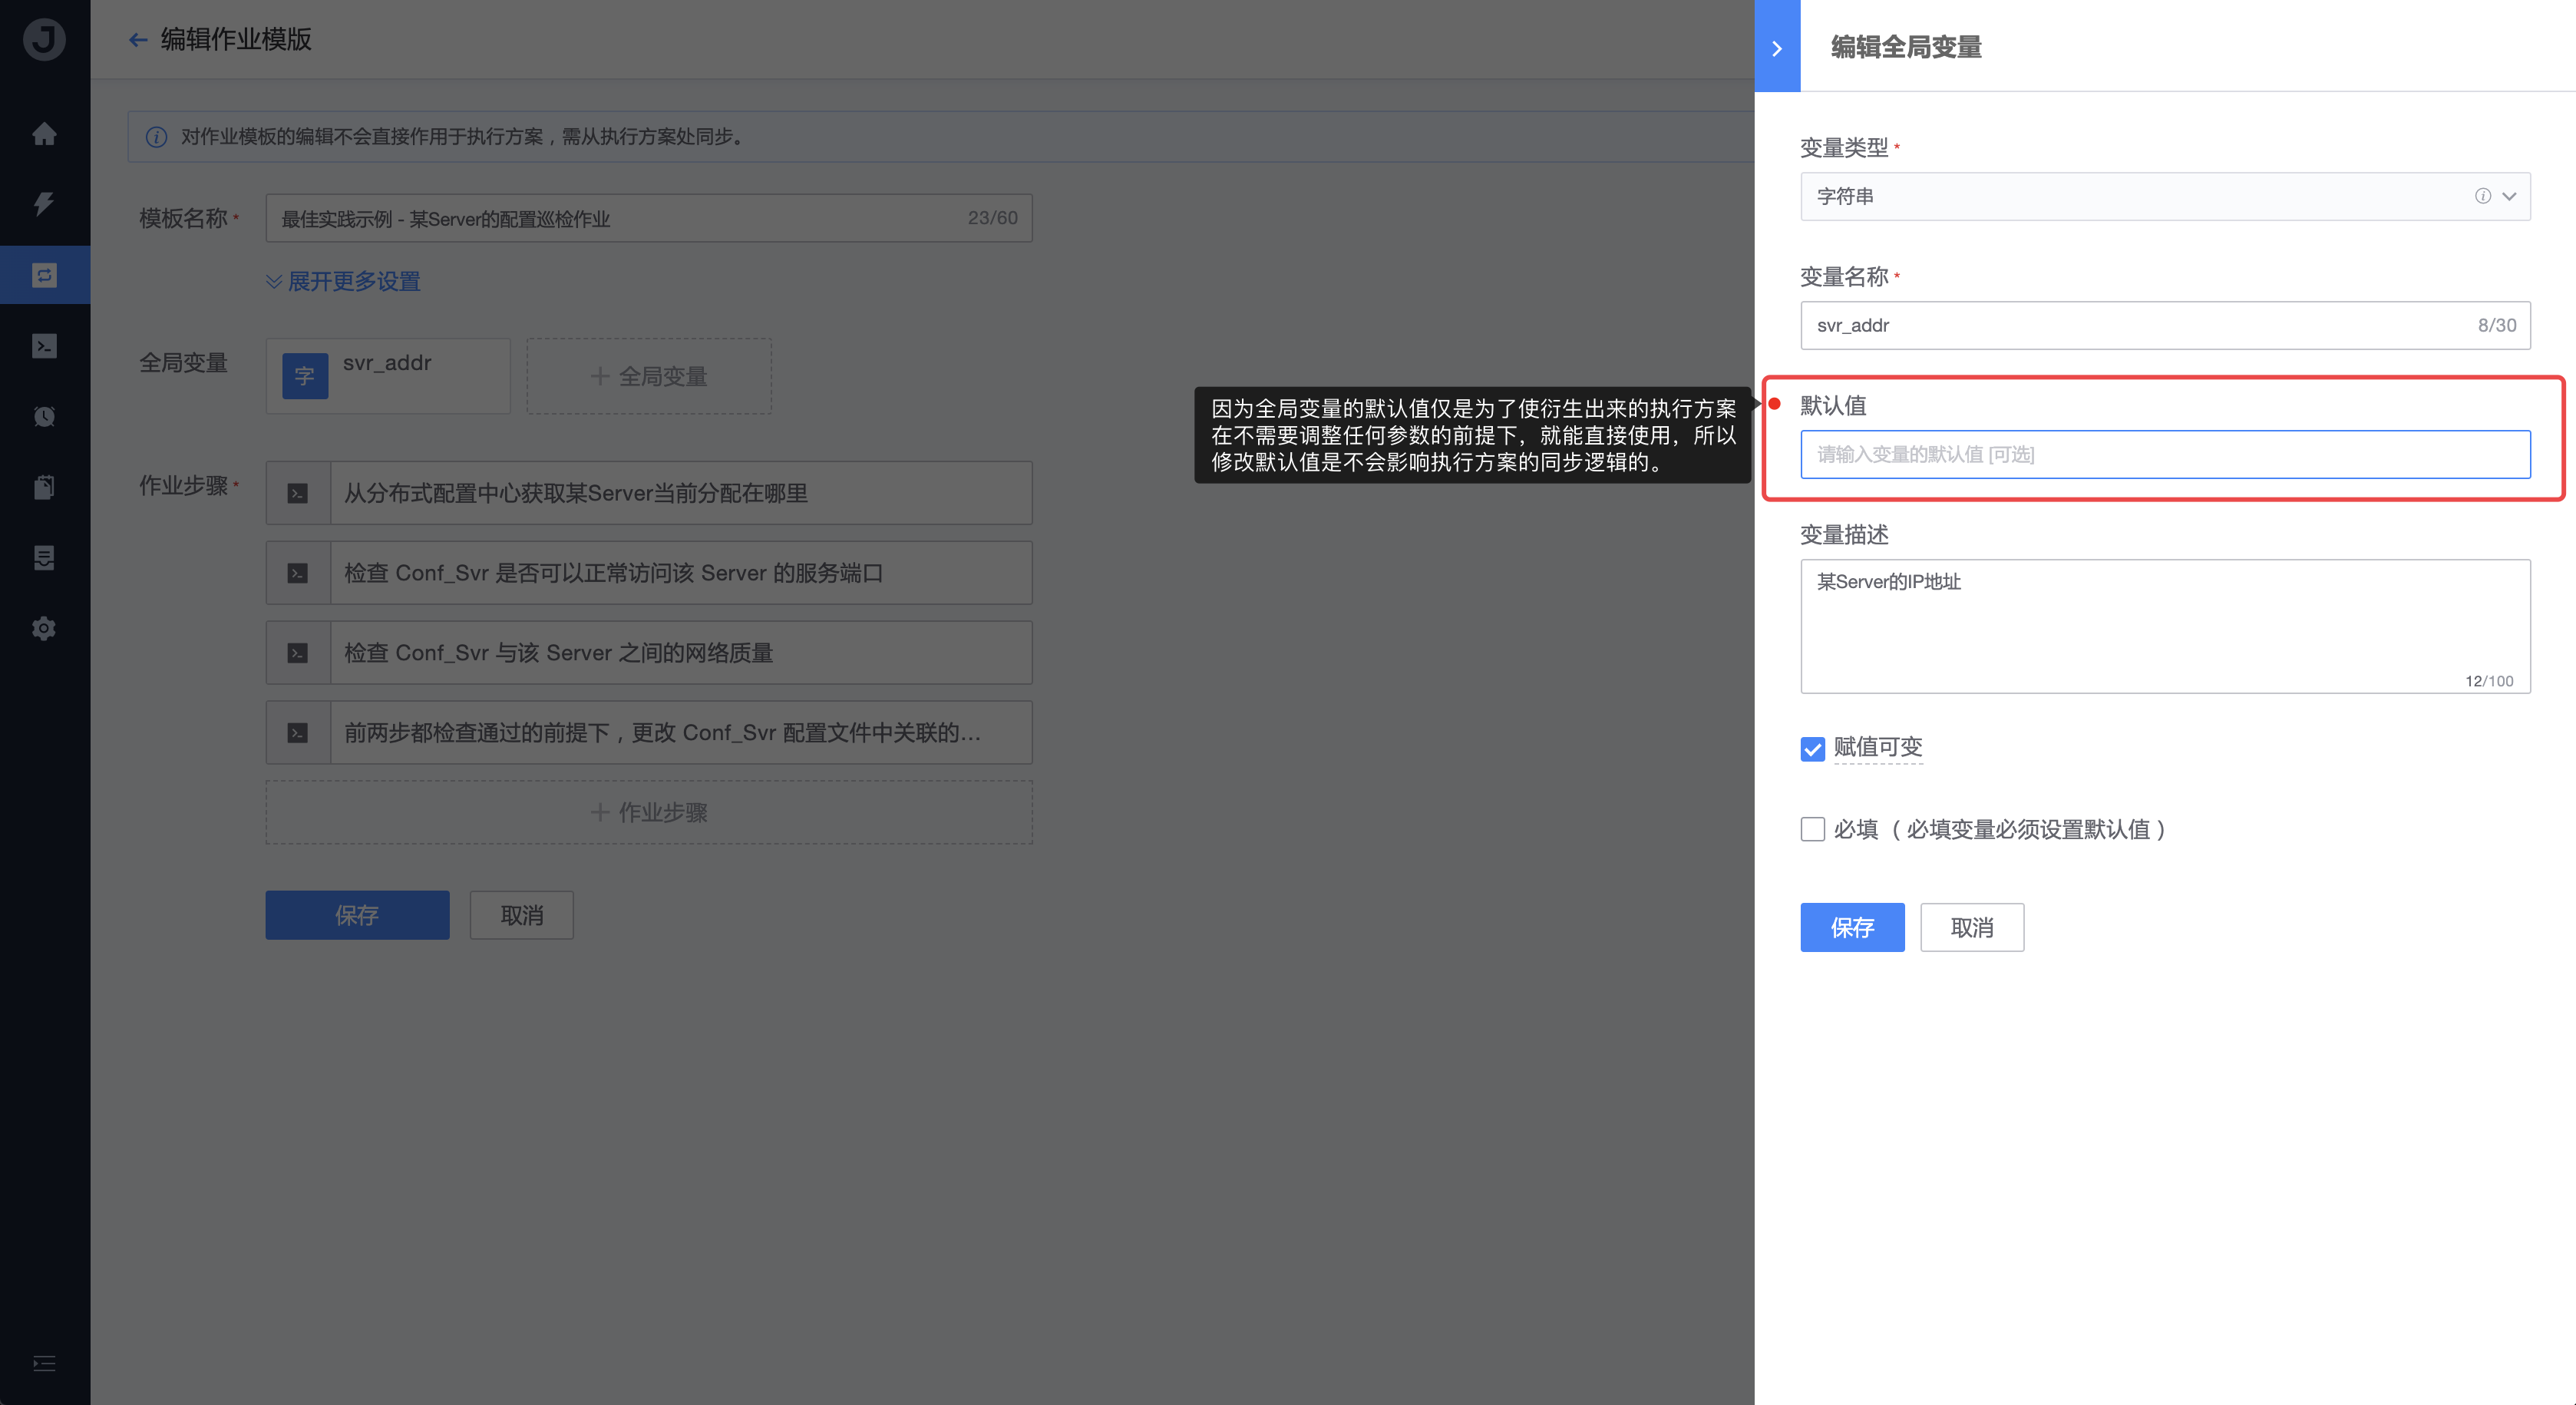 编辑作业模版
对作业模板的编辑不会直接作用于执行方案，需从执行方案处同步。
模板名称 *
最佳实践示例 - 某Server的配置巡检作业
23/60
展开更多设置
全局变量
字
svr_addr
+ 全局变量
作业步骤 *
从分布式配置中心获取某Server当前分配在哪里
检查 Conf_Svr 是否可以正常访问该 Server 的服务端口
检查 Conf_Svr 与该 Server 之间的网络质量
前两步都检查通过的前提下，更改 Conf_Svr 配置文件中关联的...
+ 作业步骤
保存
取消
因为全局变量的默认值仅是为了使衍生出来的执行方案
在不需要调整任何参数的前提下，就能直接使用，所以
修改默认值是不会影响执行方案的同步逻辑的。
编辑全局变量
变量类型 *
字符串
变量名称 *
svr_addr
8/30
默认值
请输入变量的默认值 [可选]
变量描述
某Server的IP地址
12/100
赋值可变
必填 （ 必填变量必须设置默认值 ）
保存
取消